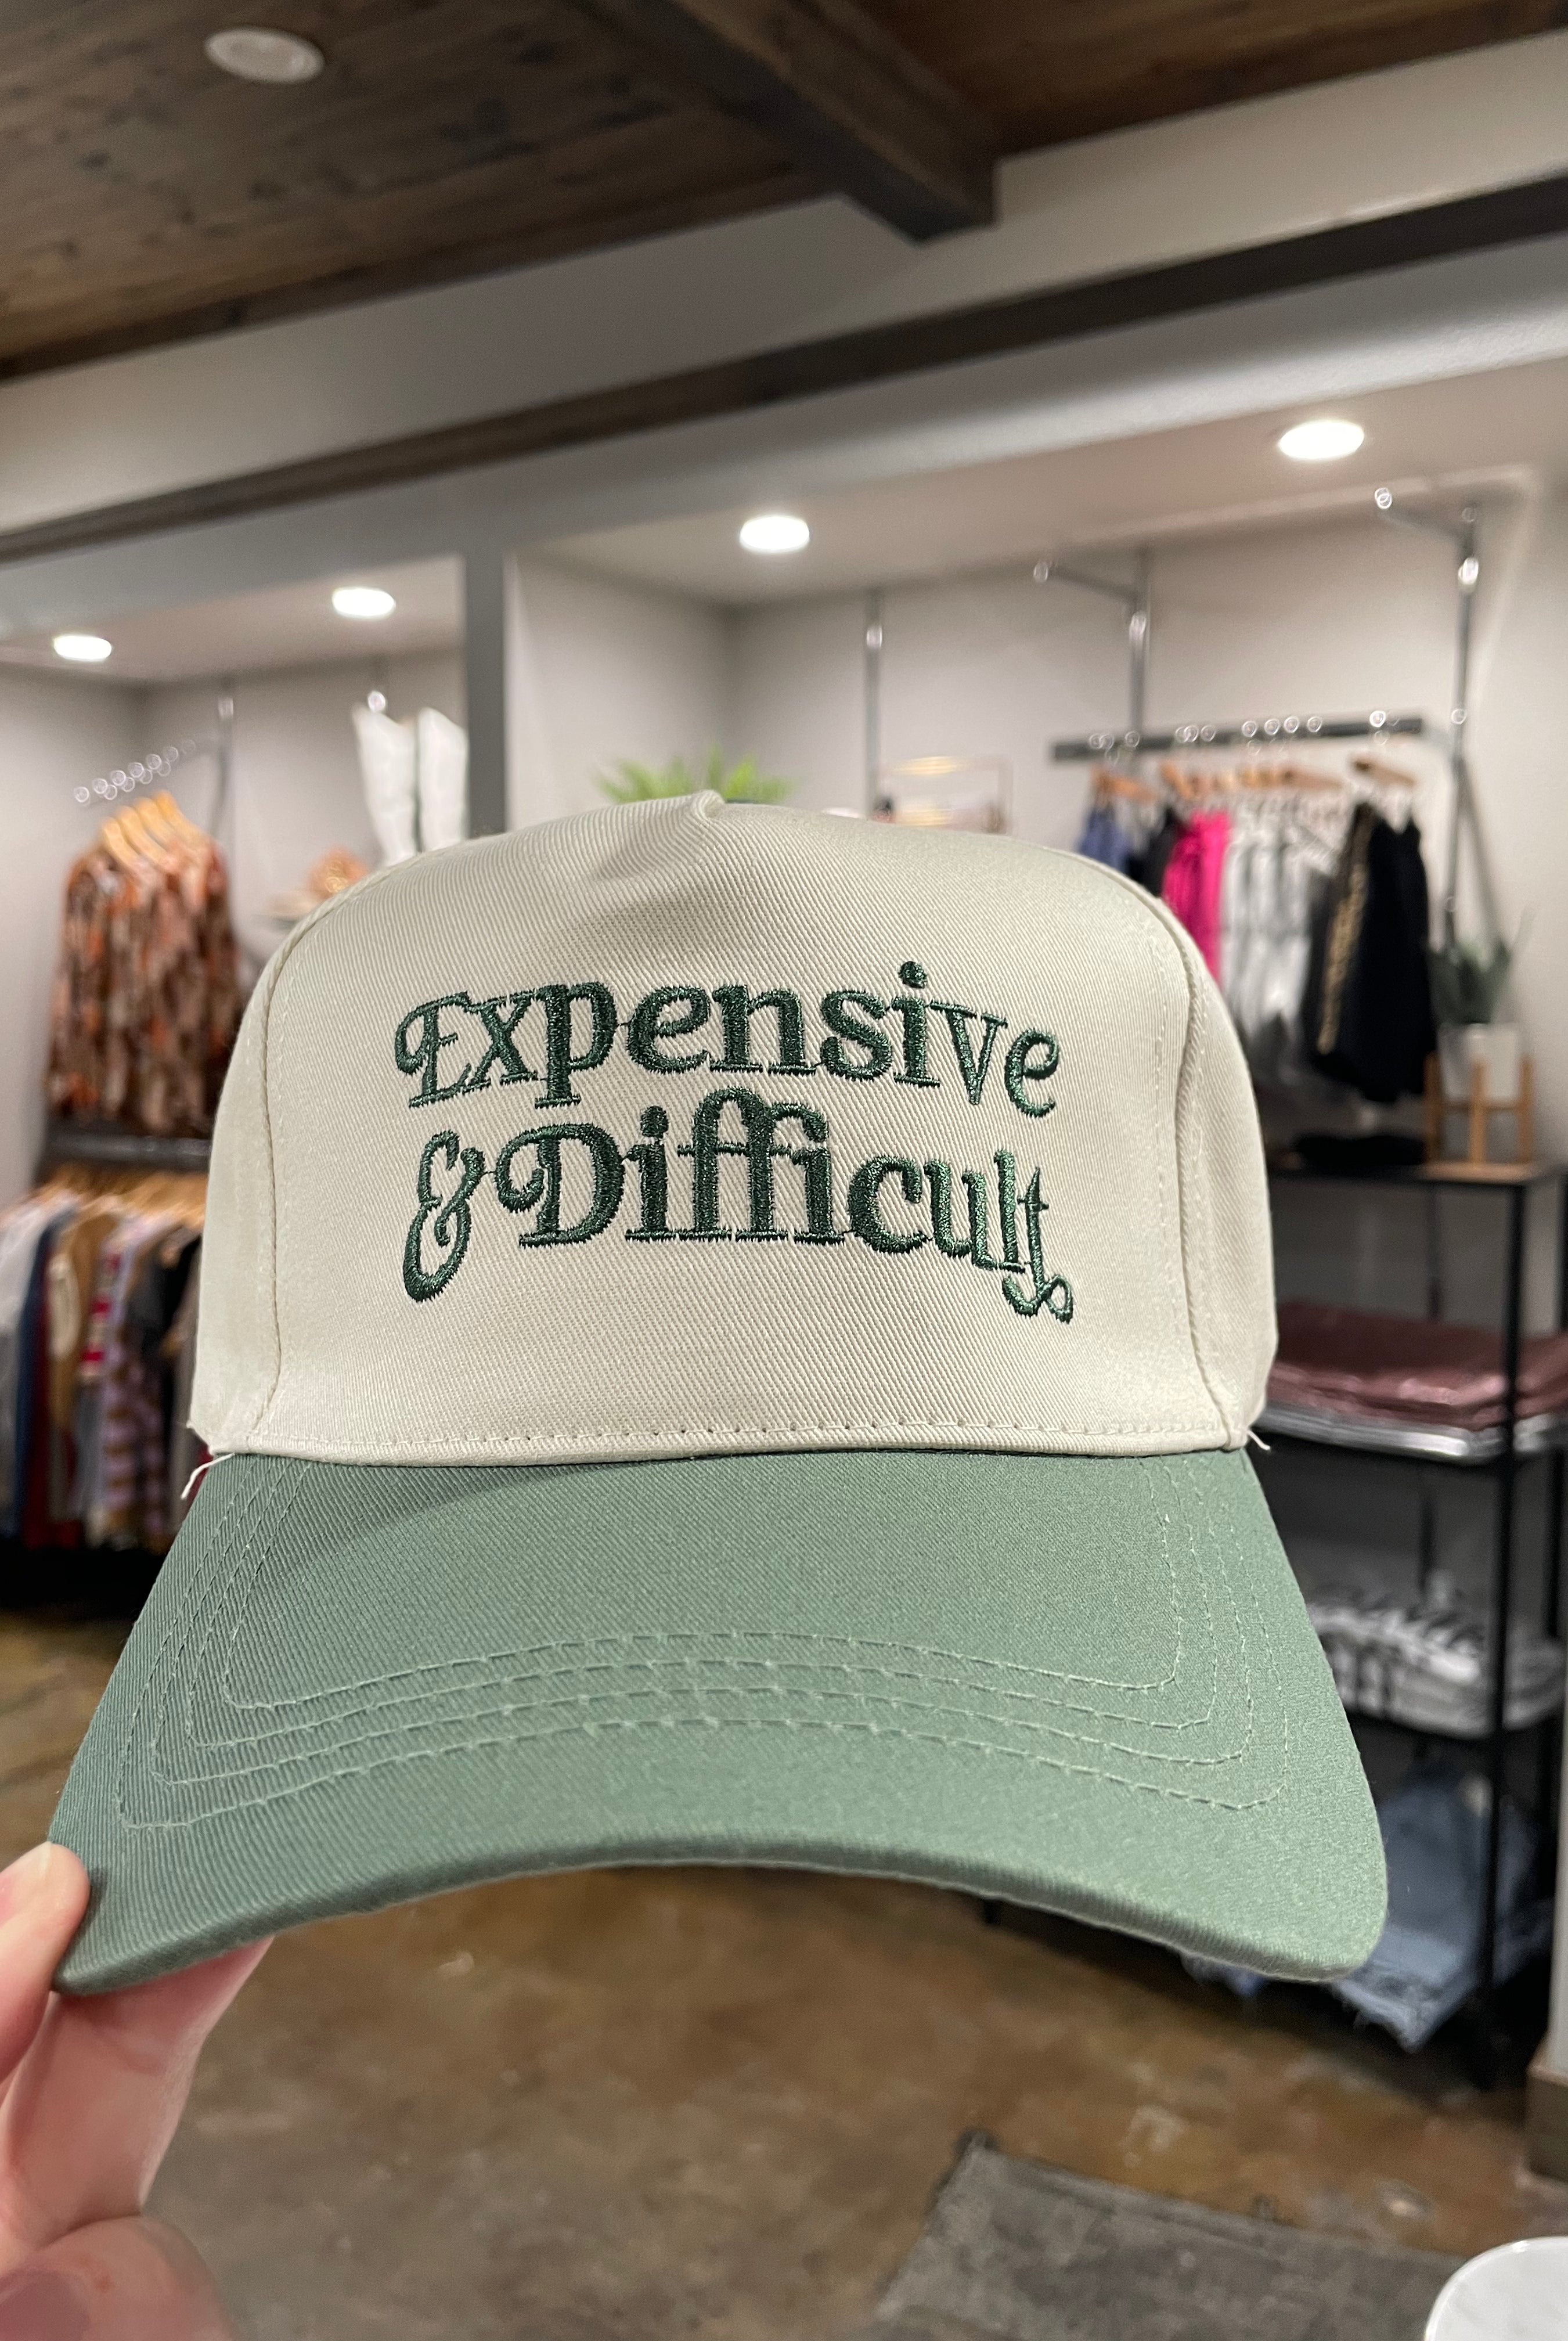 Expensive
& Difficult